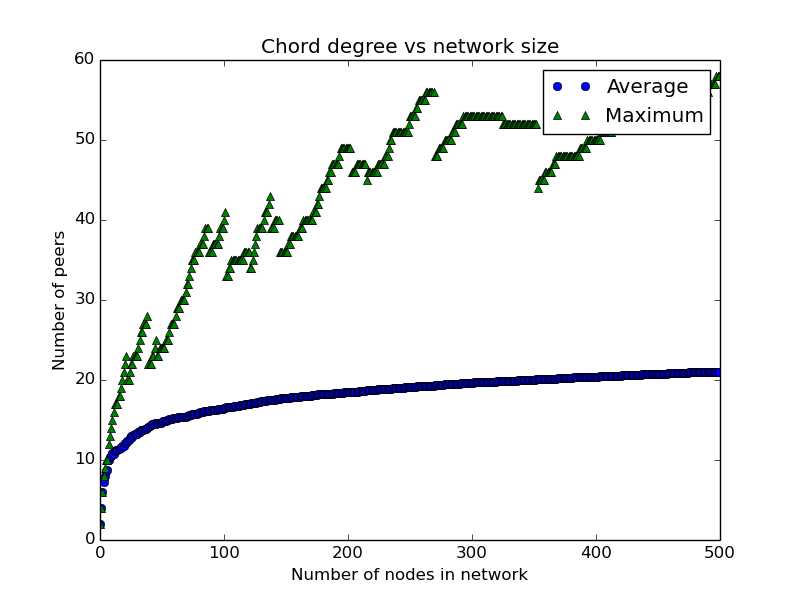 Chord degree vs network size
60
Average
Maximum
50
40
30
20
10
0
Number of peers
0 100 200 300 400 500
Number of nodes in network